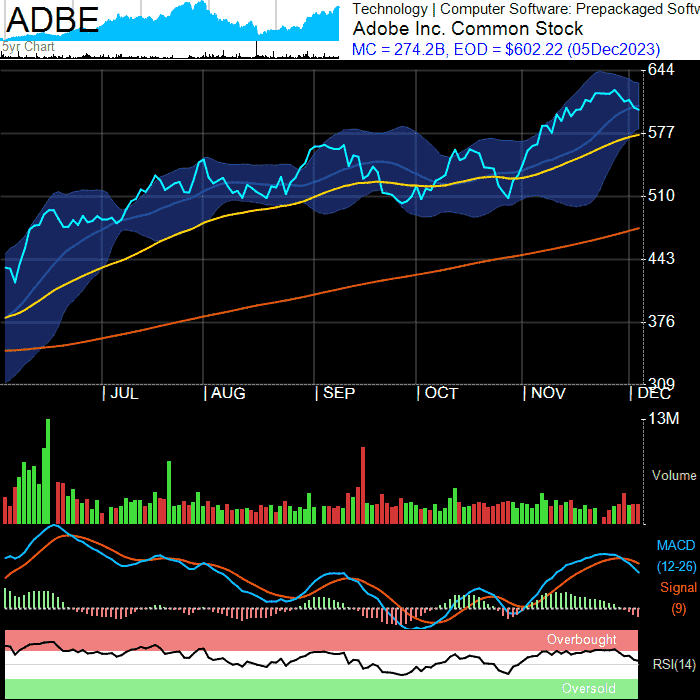 ADBE
5yr Chart
Technology | Computer Software: Prepackaged Softw
Adobe Inc. Common Stock
MC = 274.2B, EOD = $602.22 (05Dec2023)
644
577
510
443
376
309
JUL AUG SEP OCT NOV DEC
13M
Volume
MACD
(12-26)
Signal
(9)
Overbought
RSI(14)
Oversold